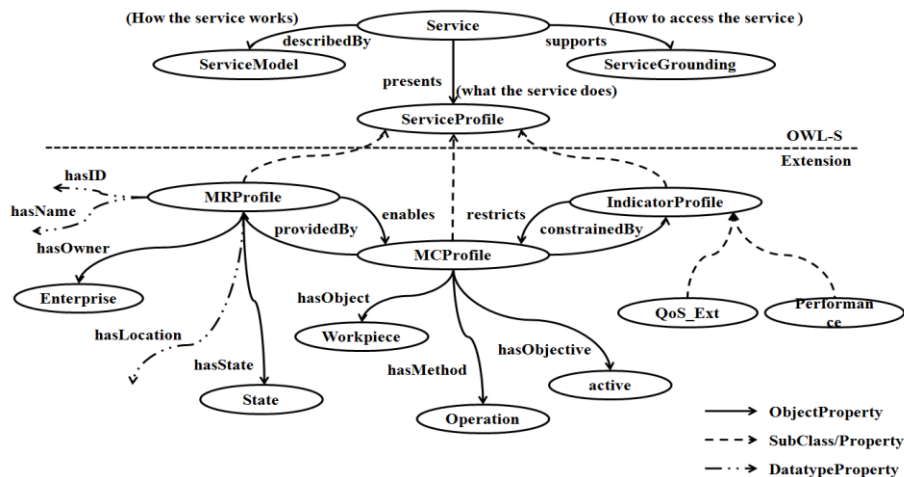 (How the service works)
Service
(How to access the service )
describedBy
supports
ServiceModel
ServiceGrounding
presents
(what the service does)
ServiceProfile
OWL-S
Extension
hasID
MRProfile
IndicatorProfile
hasName
enables
restricts
providedBy
constrainedBy
hasOwner
MCProfile
Enterprise
hasObject
QoS_Ext
Performa
nce
hasLocation
Workpiece
hasState
hasMethod
hasObjective
active
State
Operation
ObjectProperty
SubClass/Property
DatatypeProperty